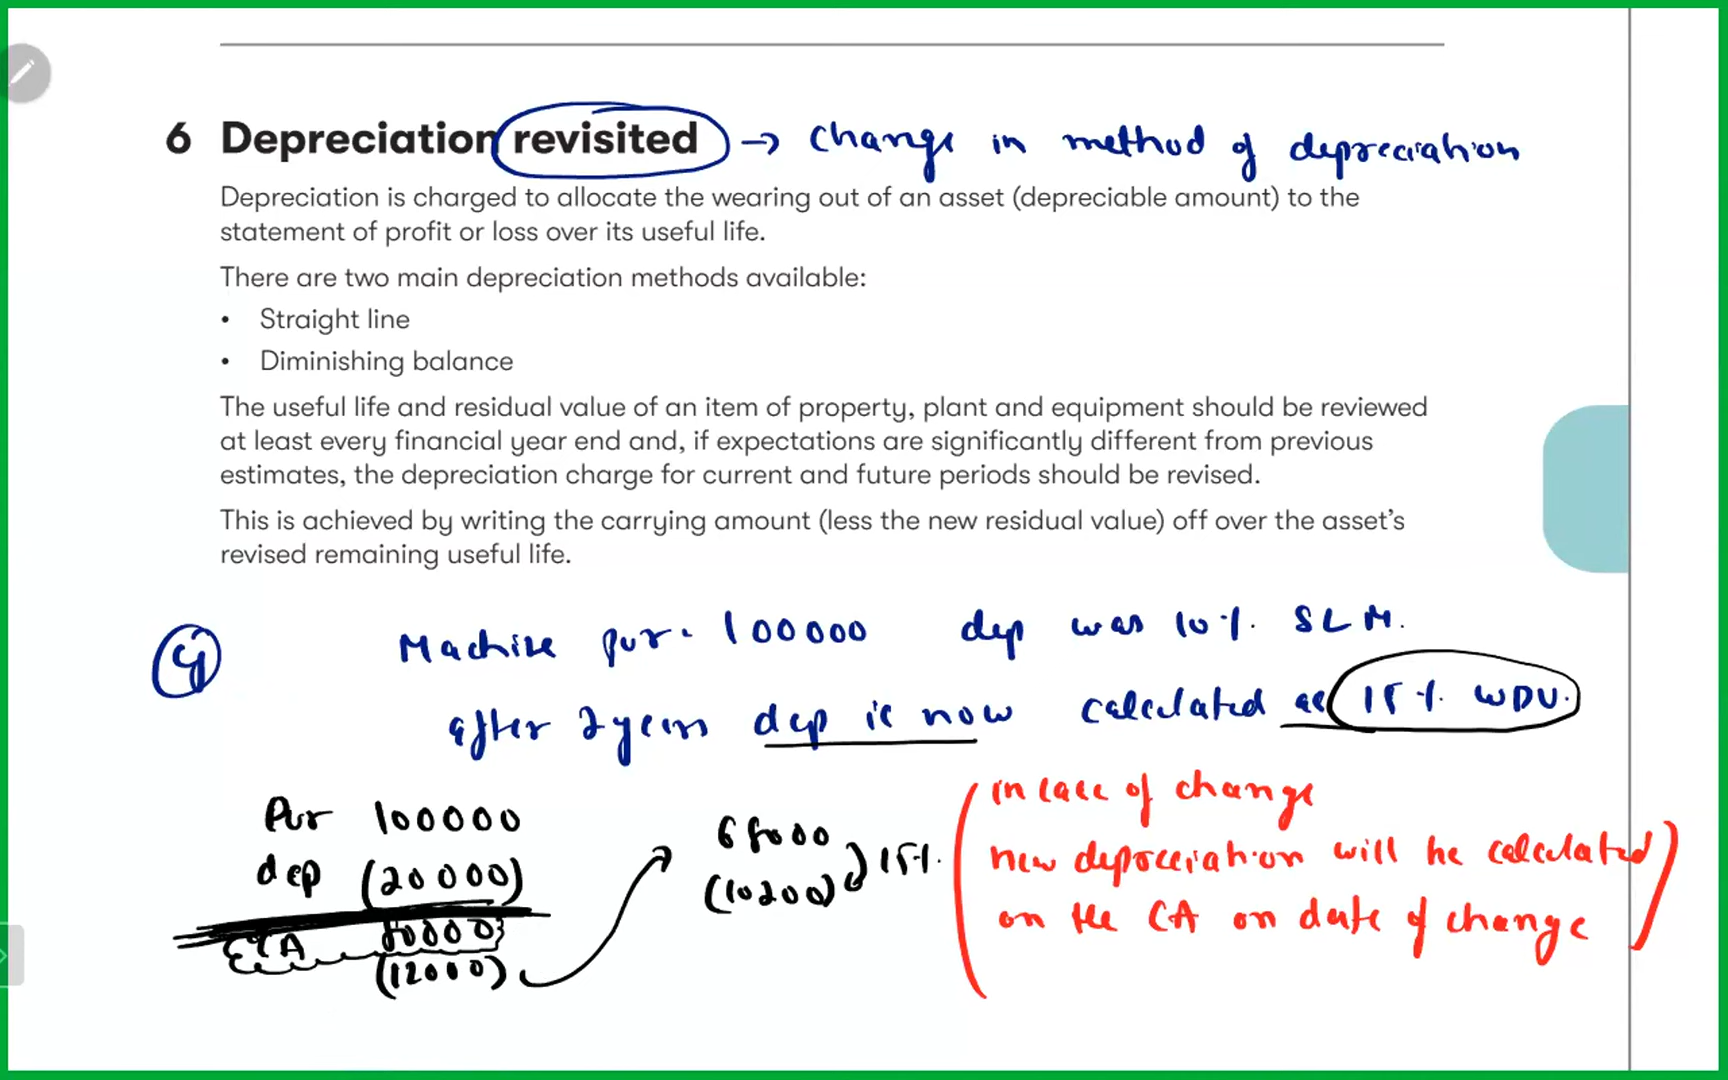 6 Depreciation revisited → change in method of depreciation
Depreciation is charged to allocate the wearing out of an asset (depreciable amount) to the
statement of profit or loss over its useful life.
There are two main depreciation methods available:
• Straight line
• Diminishing balance
The useful life and residual value of an item of property, plant and equipment should be reviewed
at least every financial year end and, if expectations are significantly different from previous
estimates, the depreciation charge for current and future periods should be revised.
This is achieved by writing the carrying amount (less the new residual value) off over the asset's
revised remaining useful life.
Machine pur. 100000 dep was 10%. SLM.
after 2 years dep is now calculated as 15%. WDV.
Pur 100000
dep (20000)
CA 80000
(12000)
68000
(10200) 15%.
in case of change
new depreciation will be calculated
on the CA on date of change